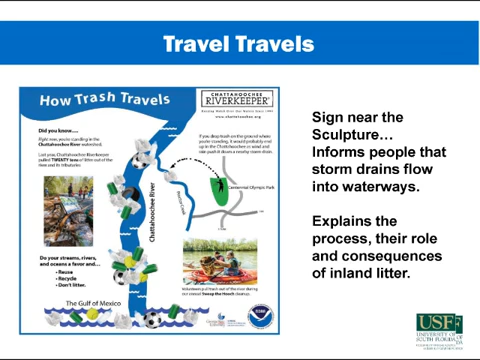 Travel Travels
How Trash Travels
CHATTAHOOCHEE
RIVERKEEPER
www.chattahoochee.org
Did you know....
Right now, you're standing in the
Chattahoochee River watershed.
Last year, Chattahoochee Riverkeeper
pulled TWENTY tons of litter out of the
river and its tributaries
If you drop trash on the ground where
you're standing, it would probably end
up in the Chattahoochee as wind and
rain push it down a nearby storm drain.
Centennial Olympic Park
Chattahoochee River
Do your streams, rivers,
and oceans a favor and...
• Reuse
• Recycle
• Don't litter.
Volunteers pull trash out of the river during
our annual Sweep the Hooch cleanup.
The Gulf of Mexico
NOAA
Sign near the
Sculpture…
Informs people that
storm drains flow
into waterways.
Explains the
process, their role
and consequences
of inland litter.
USF
UNIVERSITY OF
SOUTH FLORIDA